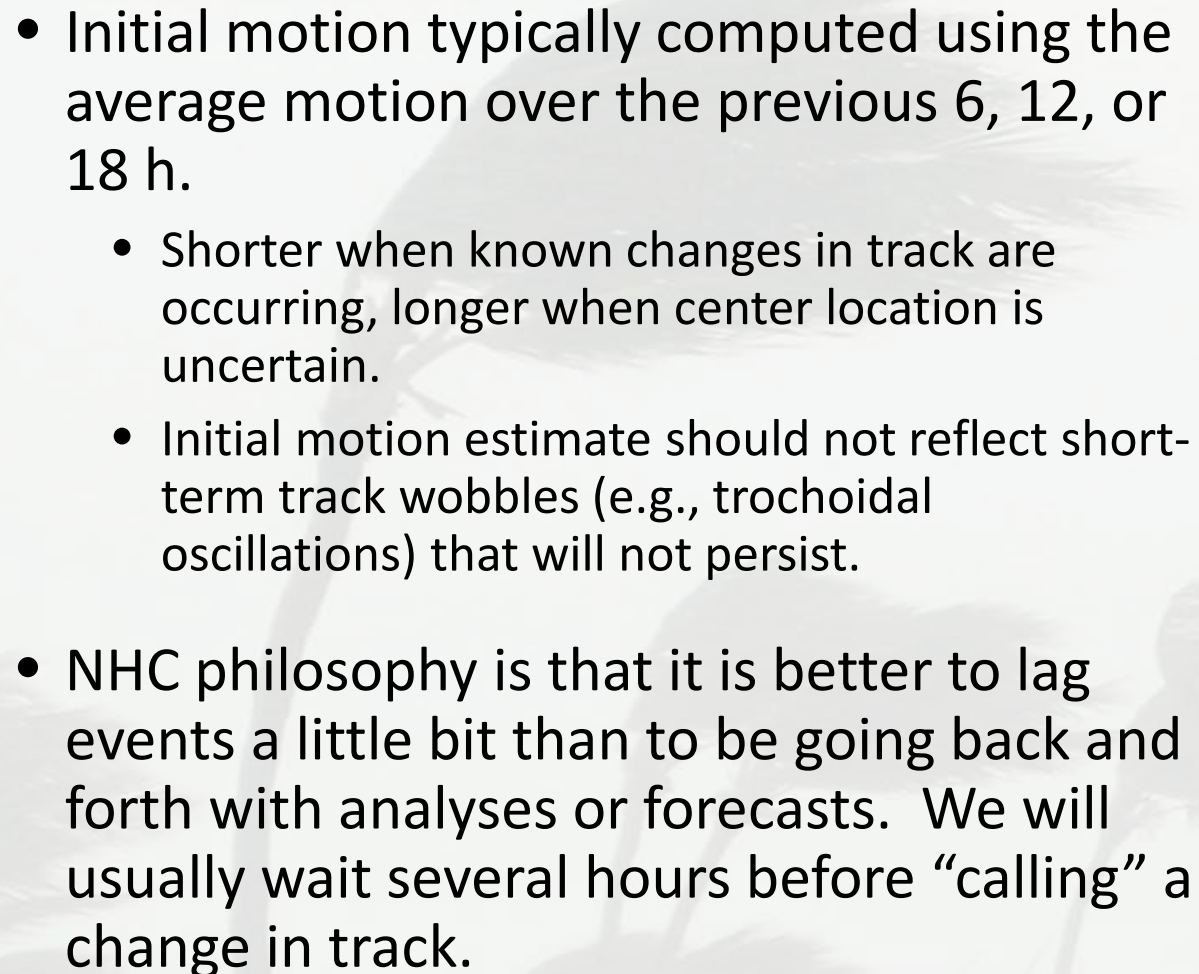 • Initial motion typically computed using the
average motion over the previous 6, 12, or
18 h.
• Shorter when known changes in track are
occurring, longer when center location is
uncertain.
• Initial motion estimate should not reflect short-
term track wobbles (e.g., trochoidal
oscillations) that will not persist.
• NHC philosophy is that it is better to lag
events a little bit than to be going back and
forth with analyses or forecasts.  We will
usually wait several hours before “calling” a
change in track.